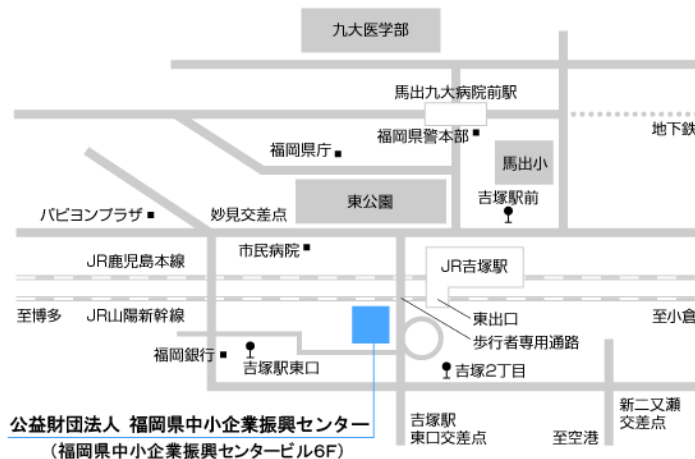 九大医学部
馬出九大病院前駅
地下鉄
福岡県警本部
福岡県庁
馬出小
東公園
吉塚駅前
パピヨンプラザ
妙見交差点
市民病院
JR鹿児島本線
JR吉塚駅
至博多
JR山陽新幹線
東出口
至小倉
歩行者専用通路
福岡銀行
吉塚駅東口
吉塚2丁目
公益財団法人 福岡県中小企業振興センター
(福岡県中小企業振興センタービル6F)
吉塚駅
東口交差点
至空港
新二又瀬
交差点